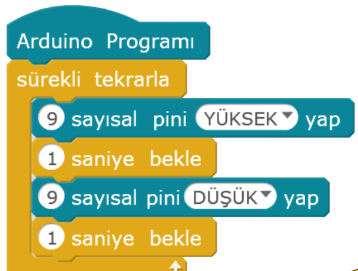 Arduino Programı
sürekli tekrarla
9 sayısal pini YÜKSEK yap
1 saniye bekle
9 sayısal pini DÜŞÜK yap
1 saniye bekle